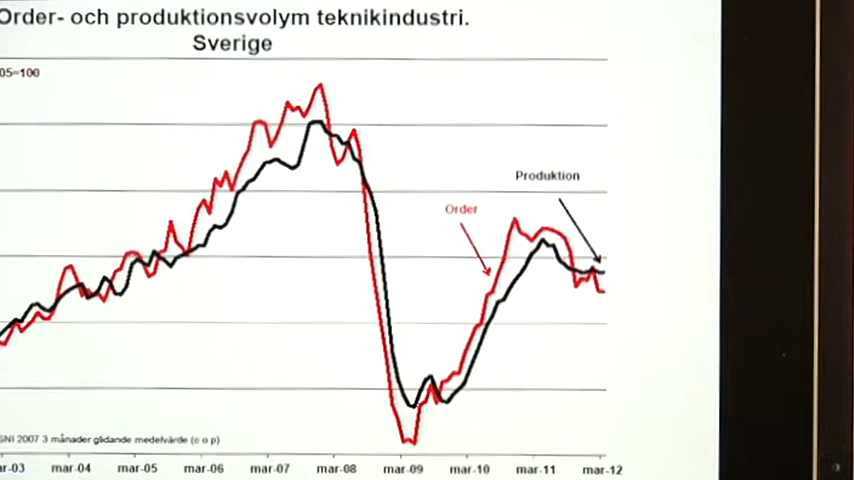 Order- och produktionsvolym teknikindustri.
Sverige
05=100
Produktion
Order
SNI 2007 3 månader glidande medelvärde (c o p)
ar-03 mar-04 mar-05 mar-06 mar-07 mar-08 mar-09 mar-10 mar-11 mar-12